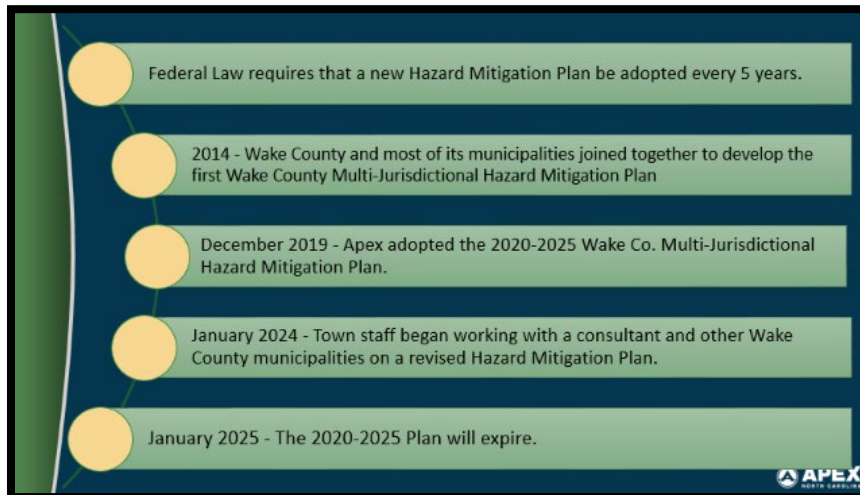 Federal Law requires that a new Hazard Mitigation Plan be adopted every 5 years.
2014 - Wake County and most of its municipalities joined together to develop the
first Wake County Multi-Jurisdictional Hazard Mitigation Plan
December 2019 - Apex adopted the 2020-2025 Wake Co. Multi-Jurisdictional
Hazard Mitigation Plan.
January 2024 - Town staff began working with a consultant and other Wake
County municipalities on a revised Hazard Mitigation Plan.
January 2025 - The 2020-2025 Plan will expire.
APEX
NORTH CAROLINA